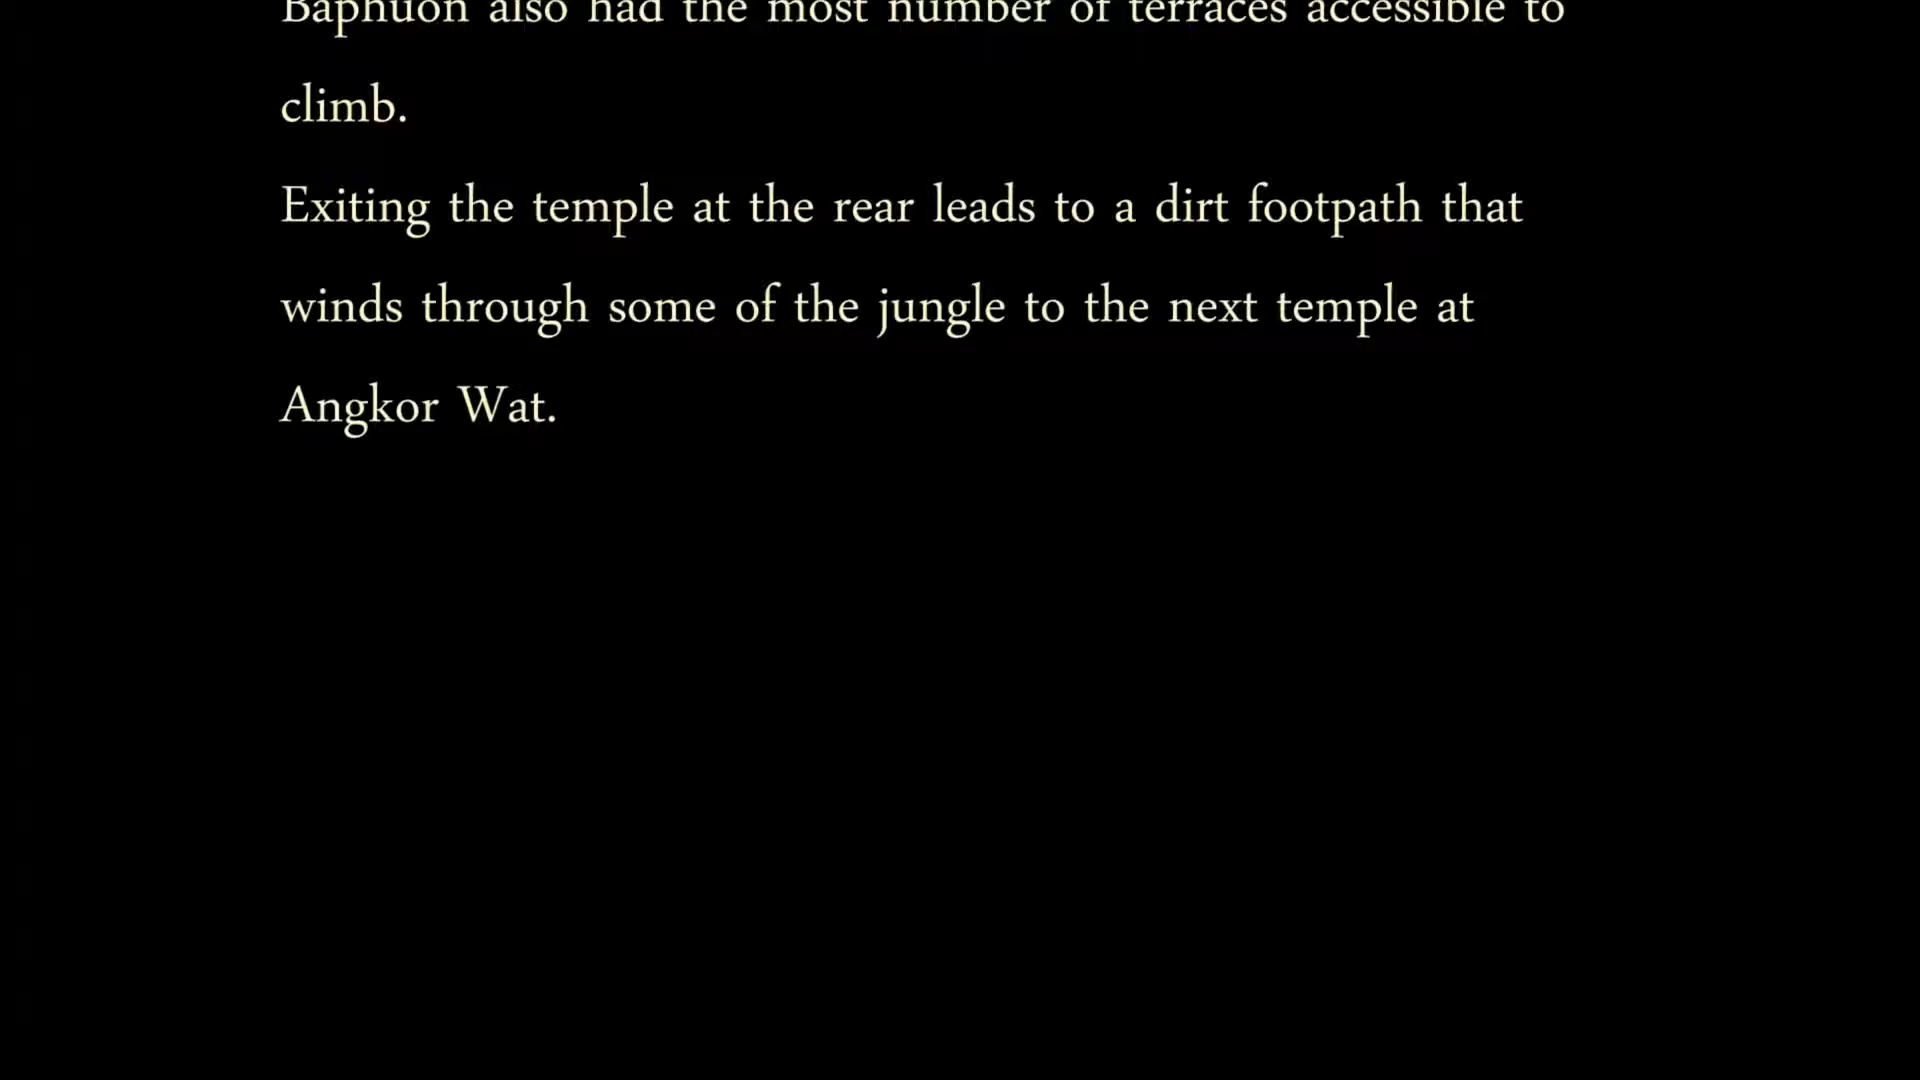 Baphuon also had the most number of terraces accessible to
climb.
Exiting the temple at the rear leads to a dirt footpath that
winds through some of the jungle to the next temple at
Angkor Wat.